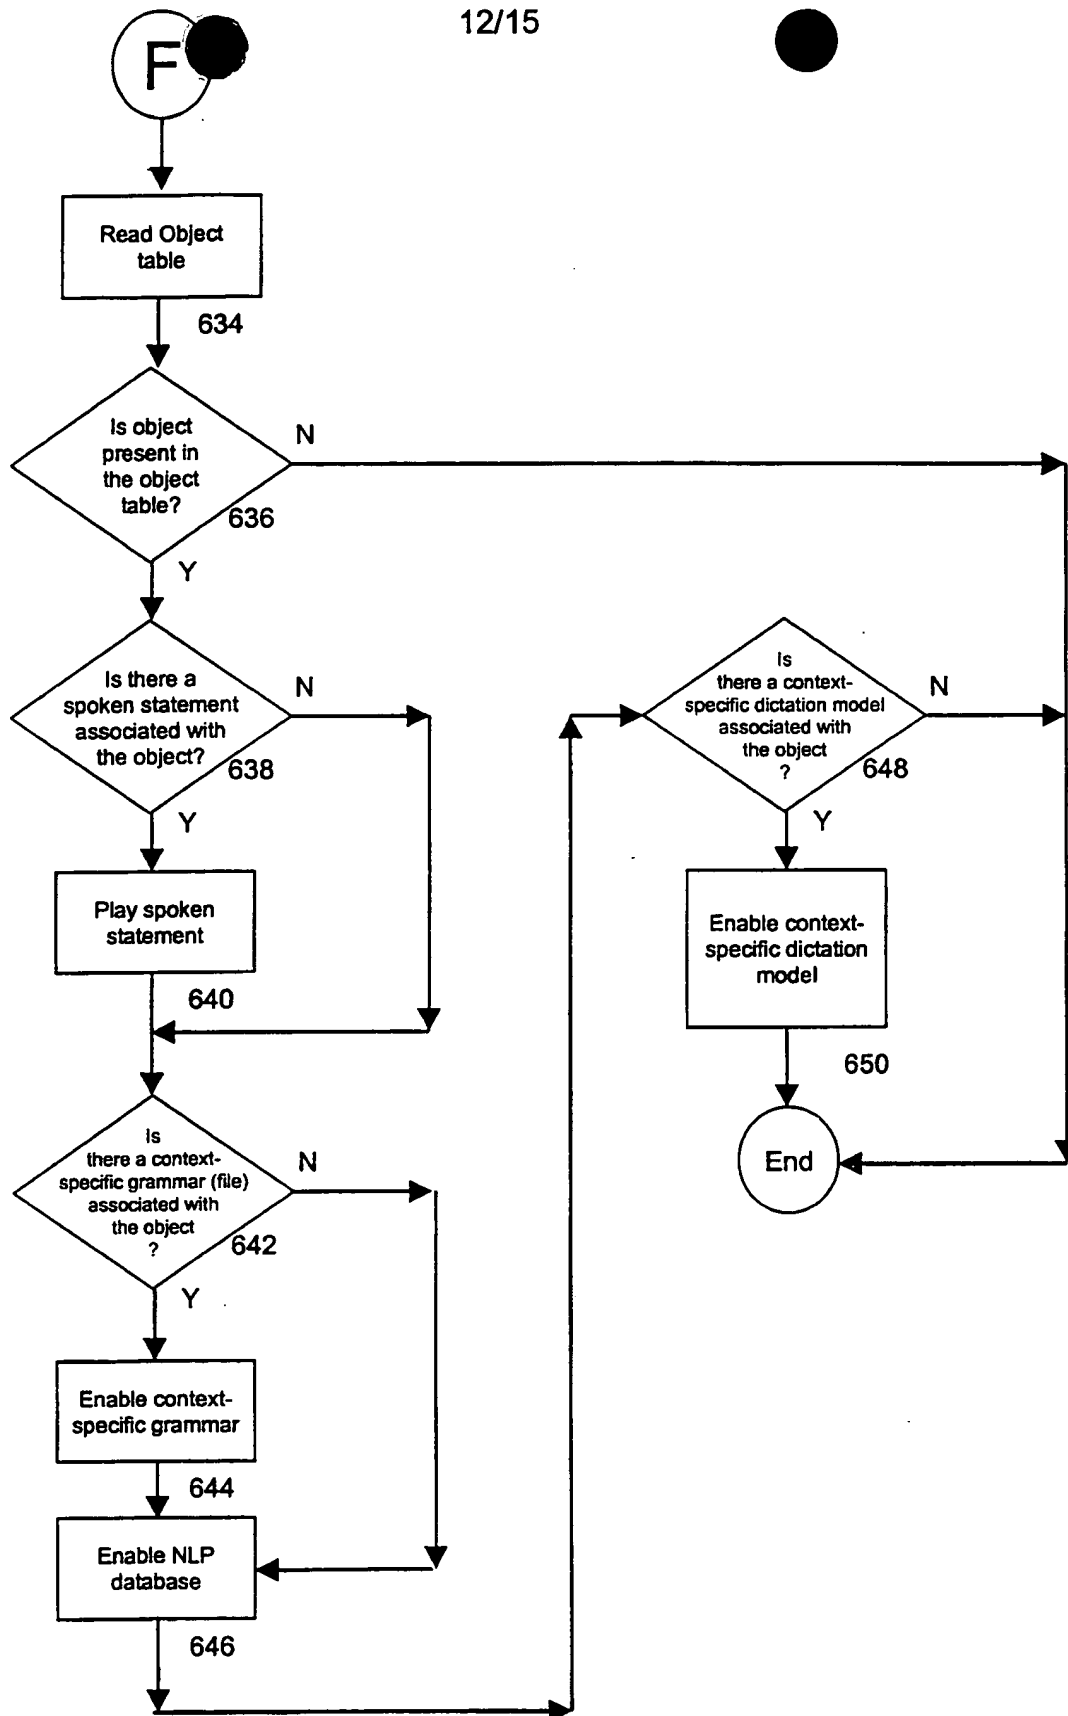 12/15
F
Read Object
table
634
Is object
present in
the object
table?
N
636
Y
Is there a
spoken statement
associated with
the object?
N
638
Y
Play spoken
statement
640
Is
there a context-
specific grammar (file)
associated with
the object
?
N
642
Y
Enable context-
specific grammar
644
Enable NLP
database
646
Is
there a context-
specific dictation model
associated with
the object
?
N
648
Y
Enable context-
specific dictation
model
650
End